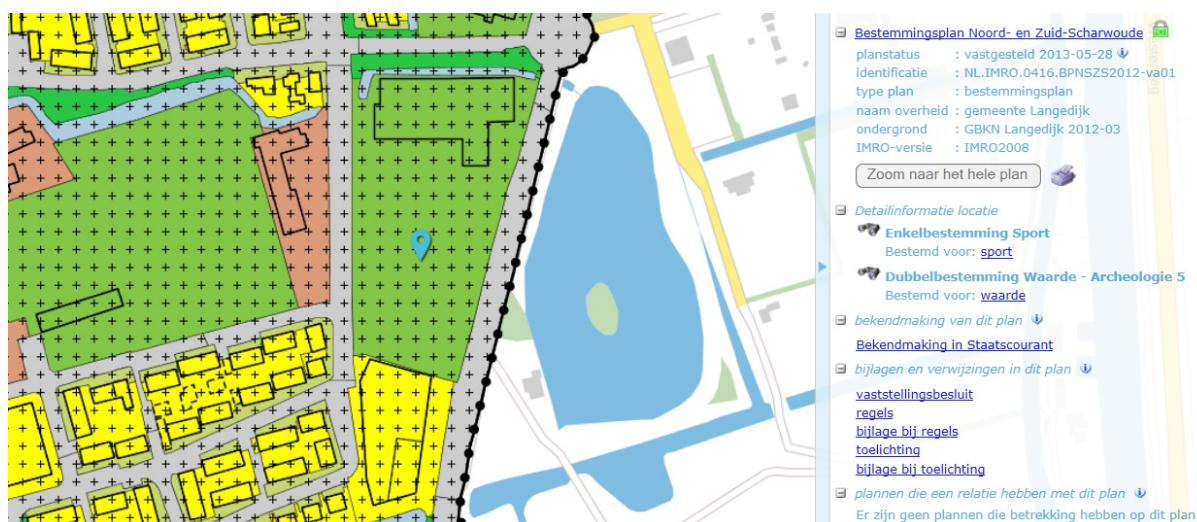 Bestemmingsplan Noord- en Zuid-Scharwoude
planstatus : vastgesteld 2013-05-28
identificatie : NL.IMRO.0416.BPNSZS2012-va01
type plan : bestemmingsplan
naam overheid : gemeente Langedijk
ondergrond : GBKN Langedijk 2012-03
IMRO-versie : IMRO2008
Zoom naar het hele plan
Detailinformatie locatie
Enkelbestemming Sport
Bestemd voor: sport
Dubbelbestemming Waarde - Archeologie 5
Bestemd voor: waarde
bekendmaking van dit plan
Bekendmaking in Staatscourant
bijlagen en verwijzingen in dit plan
vaststellingsbesluit
regels
bijlage bij regels
toelichting
bijlage bij toelichting
plannen die een relatie hebben met dit plan
Er zijn geen plannen die betrekking hebben op dit plan